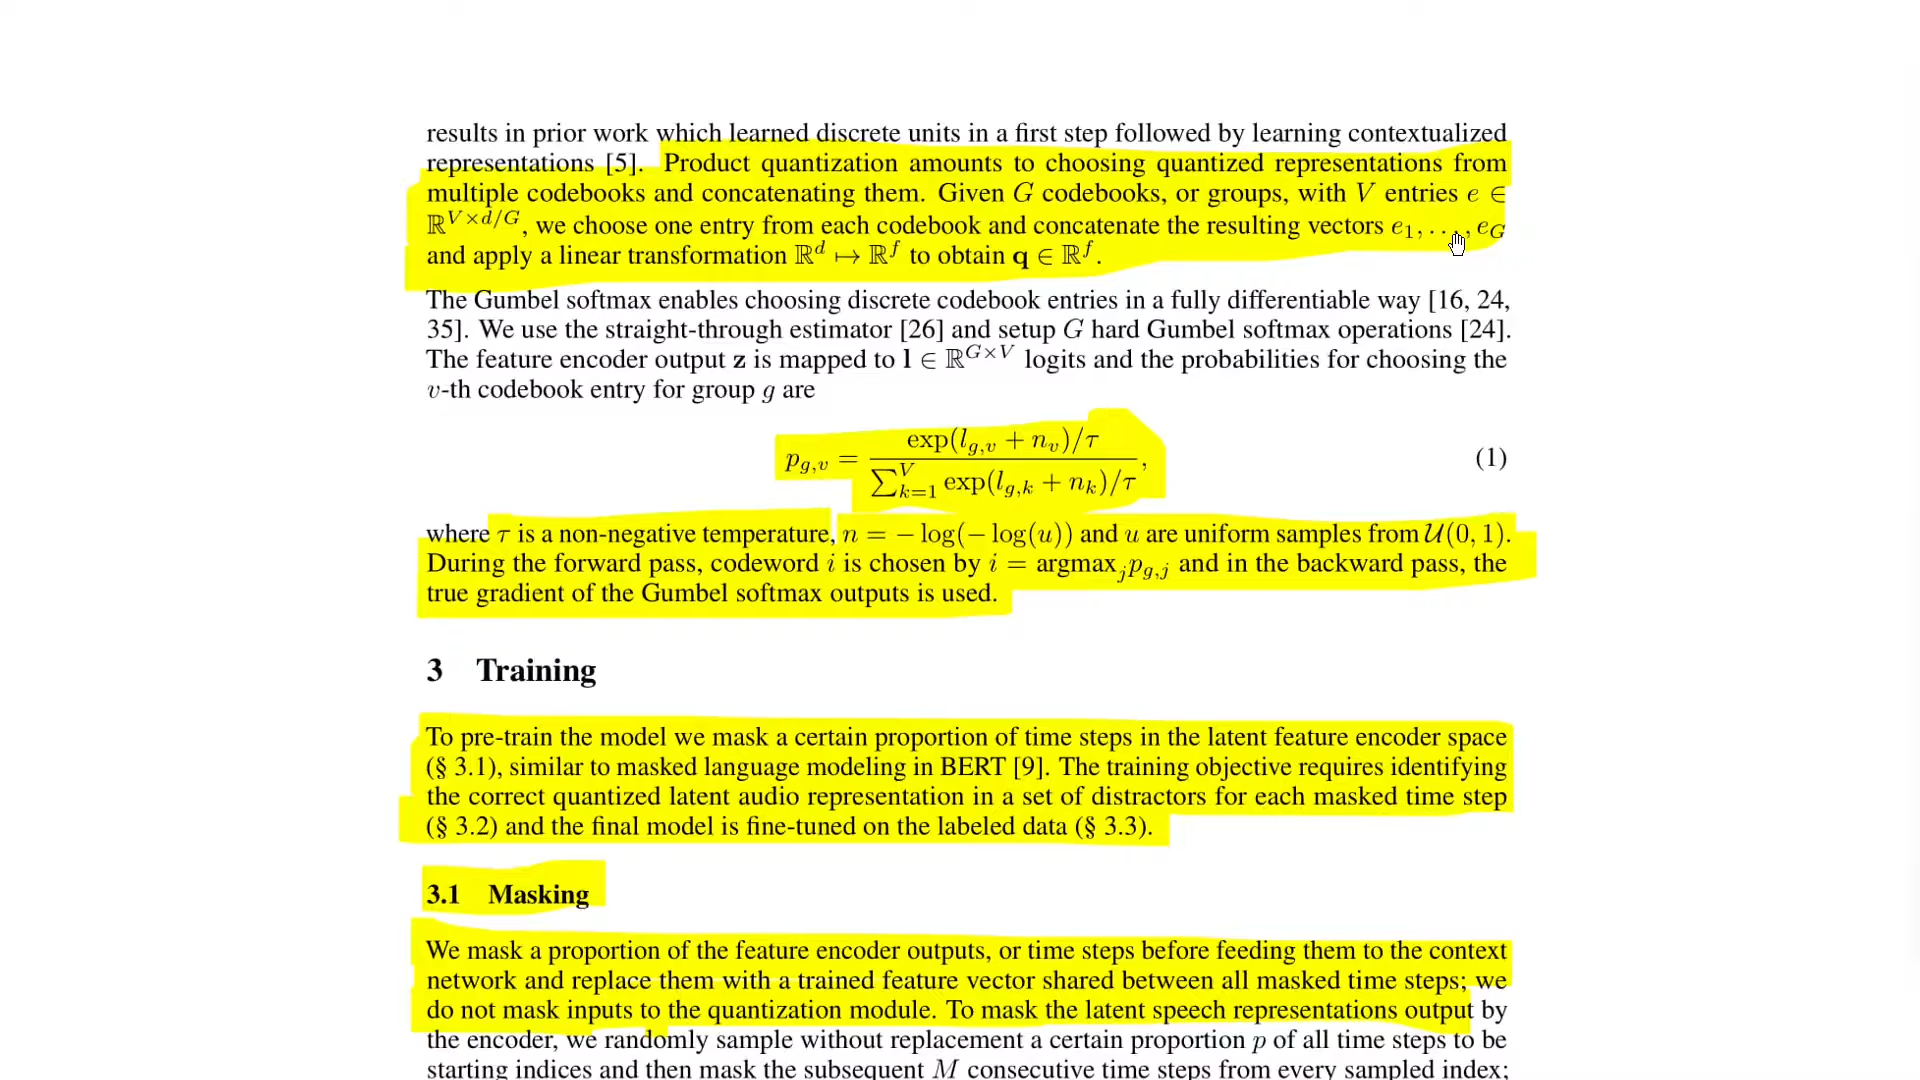 results in prior work which learned discrete units in a first step followed by learning contextualized
representations [5]. Product quantization amounts to choosing quantized representations from
multiple codebooks and concatenating them. Given G codebooks, or groups, with V entries e ∈
ℝ^{V×d/G}, we choose one entry from each codebook and concatenate the resulting vectors e_1, . . . , e_G
and apply a linear transformation ℝ^d ↦ ℝ^f to obtain q ∈ ℝ^f.
The Gumbel softmax enables choosing discrete codebook entries in a fully differentiable way [16, 24,
35]. We use the straight-through estimator [26] and setup G hard Gumbel softmax operations [24].
The feature encoder output z is mapped to l ∈ ℝ^{G×V} logits and the probabilities for choosing the
v-th codebook entry for group g are
p_{g,v} = exp(l_{g,v} + n_v)/τ / ∑_{k=1}^{V} exp(l_{g,k} + n_k)/τ, (1)
where τ is a non-negative temperature, n = − log(− log(u)) and u are uniform samples from 𝒰(0, 1).
During the forward pass, codeword i is chosen by i = argmax_j p_{g,j} and in the backward pass, the
true gradient of the Gumbel softmax outputs is used.
3 Training
To pre-train the model we mask a certain proportion of time steps in the latent feature encoder space
(§ 3.1), similar to masked language modeling in BERT [9]. The training objective requires identifying
the correct quantized latent audio representation in a set of distractors for each masked time step
(§ 3.2) and the final model is fine-tuned on the labeled data (§ 3.3).
3.1 Masking
We mask a proportion of the feature encoder outputs, or time steps before feeding them to the context
network and replace them with a trained feature vector shared between all masked time steps; we
do not mask inputs to the quantization module. To mask the latent speech representations output by
the encoder, we randomly sample without replacement a certain proportion p of all time steps to be
starting indices and then mask the subsequent M consecutive time steps from every sampled index;